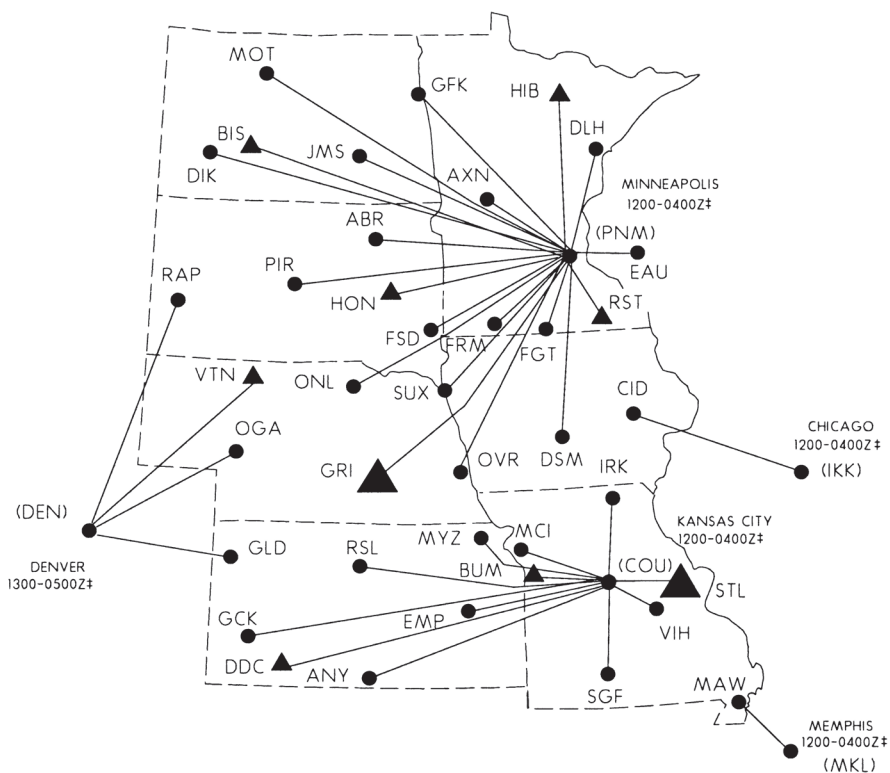 MOT
GFK
HIB
DLH
BIS
JMS
DIK
AXN
MINNEAPOLIS
1200-0400Z‡
ABR
(PNM)
EAU
RAP
PIR
HON
RST
FSD
FRM
FGT
VTN
ONL
SUX
CID
OGA
CHICAGO
1200-0400Z‡
(IKK)
GRI
OVR
DSM
IRK
(DEN)
DENVER
1300-0500Z‡
GLD
RSL
MYZ
MCI
KANSAS CITY
1200-0400Z‡
BUM
(COU)
STL
GCK
EMP
VIH
DDC
ANY
SGF
MAW
MEMPHIS
1200-0400Z‡
(MKL)